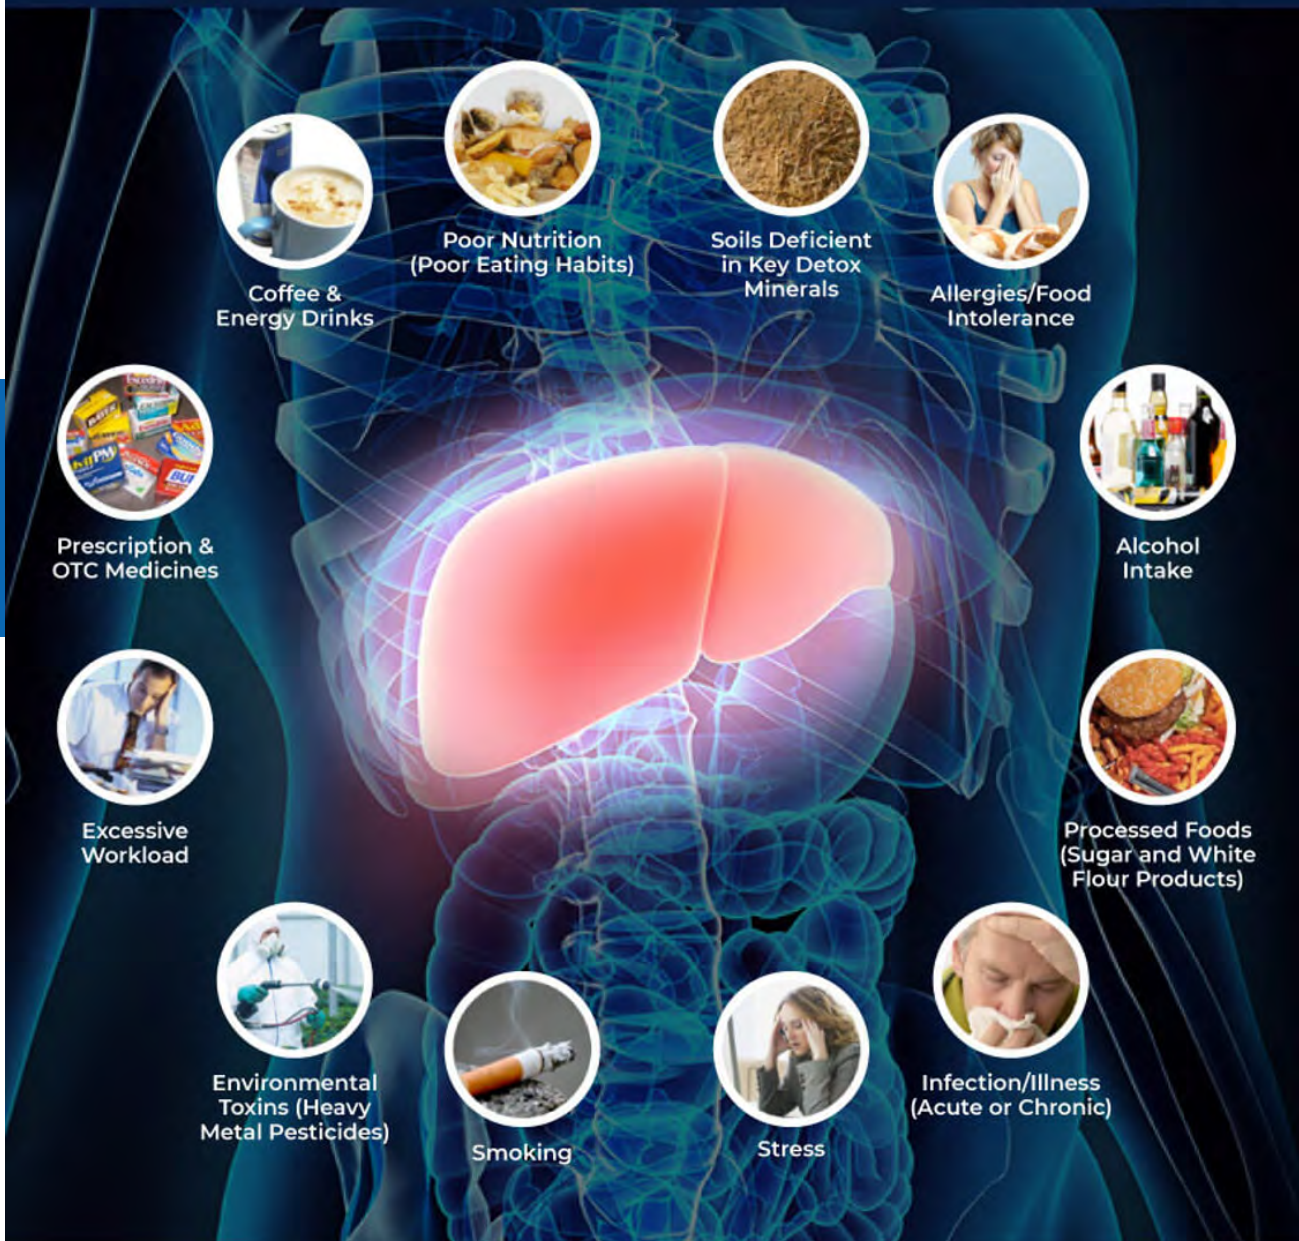 Poor Nutrition
(Poor Eating Habits)
Soils Deficient
in Key Detox
Minerals
Coffee &
Energy Drinks
Allergies/Food
Intolerance
Prescription &
OTC Medicines
Alcohol
Intake
Excessive
Workload
Processed Foods
(Sugar and White
Flour Products)
Environmental
Toxins (Heavy
Metal Pesticides)
Smoking
Stress
Infection/Illness
(Acute or Chronic)